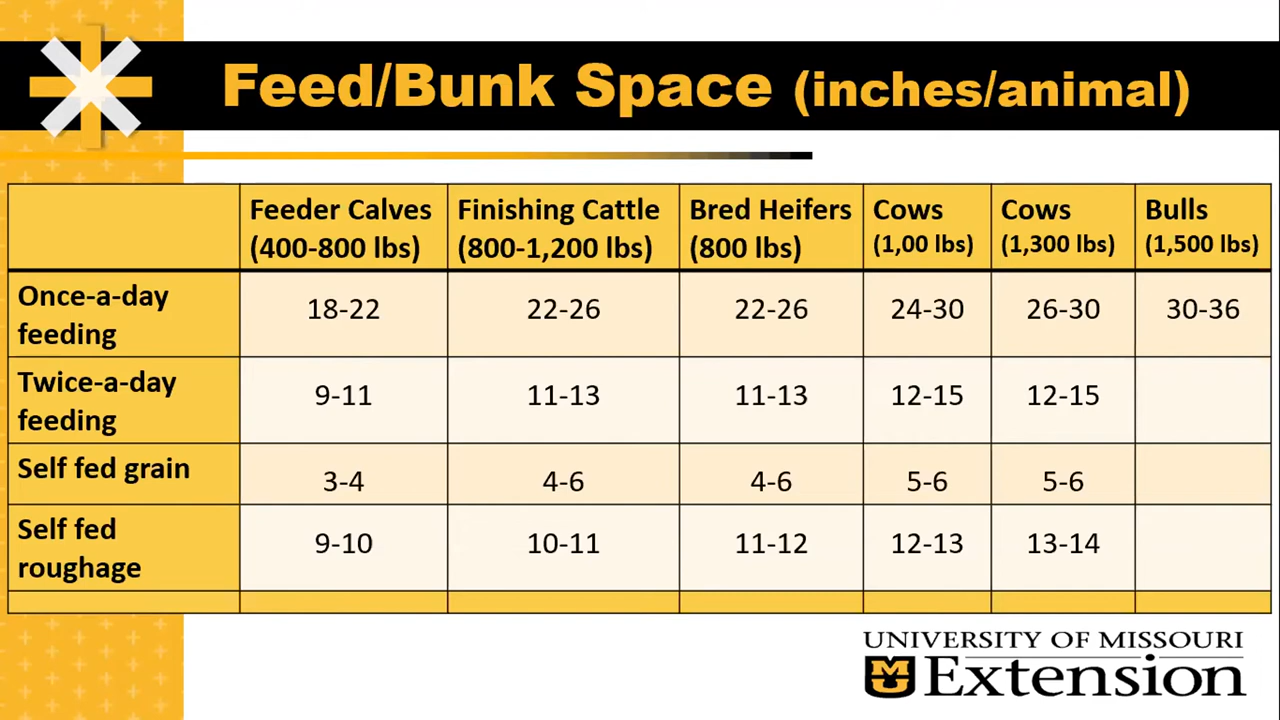 Feed/Bunk Space (inches/animal)
Feeder Calves (400-800 lbs) Finishing Cattle (800-1,200 lbs) Bred Heifers (800 lbs) Cows (1,00 lbs) Cows (1,300 lbs) Bulls (1,500 lbs)
Once-a-day feeding 18-22 22-26 22-26 24-30 26-30 30-36
Twice-a-day feeding 9-11 11-13 11-13 12-15 12-15
Self fed grain 3-4 4-6 4-6 5-6 5-6
Self fed roughage 9-10 10-11 11-12 12-13 13-14
UNIVERSITY OF MISSOURI
Extension